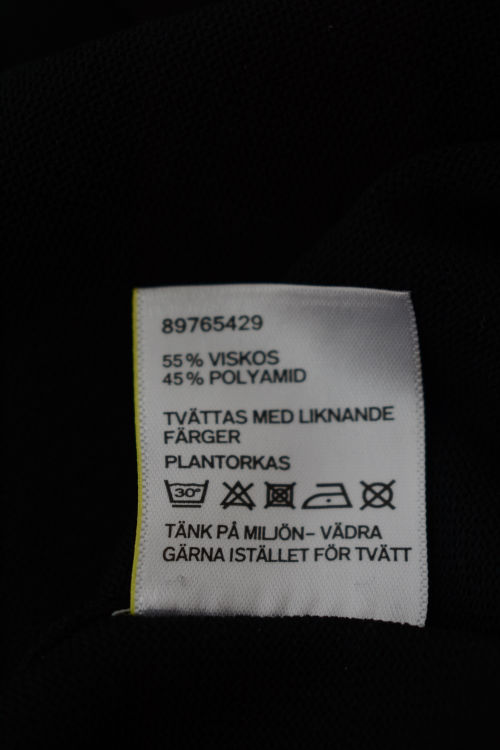 89765429
55% VISKOS
45% POLYAMID
TVÄTTAS MED LIKNANDE
FÄRGER
PLANTORKAS
30°
TÄNK PÅ MILJÖN- VÄDRA
GÄRNA ISTÄLLET FÖR TVÄTT